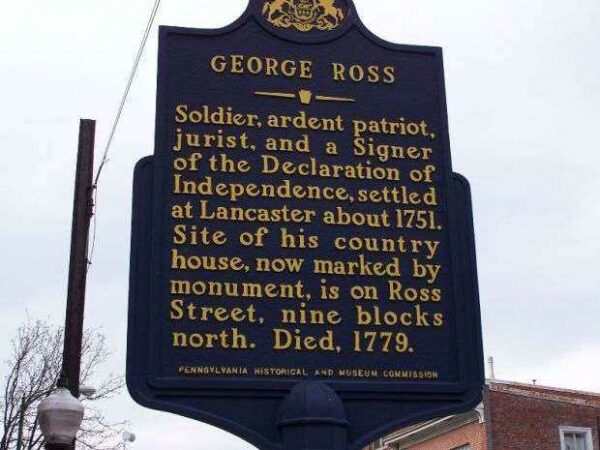 GEORGE ROSS
Soldier, ardent patriot,
jurist, and a Signer
of the Declaration of
Independence, settled
at Lancaster about 1751.
Site of his country
house, now marked by
monument, is on Ross
Street, nine blocks
north. Died, 1779.
PENNSYLVANIA HISTORICAL AND MUSEUM COMMISSION